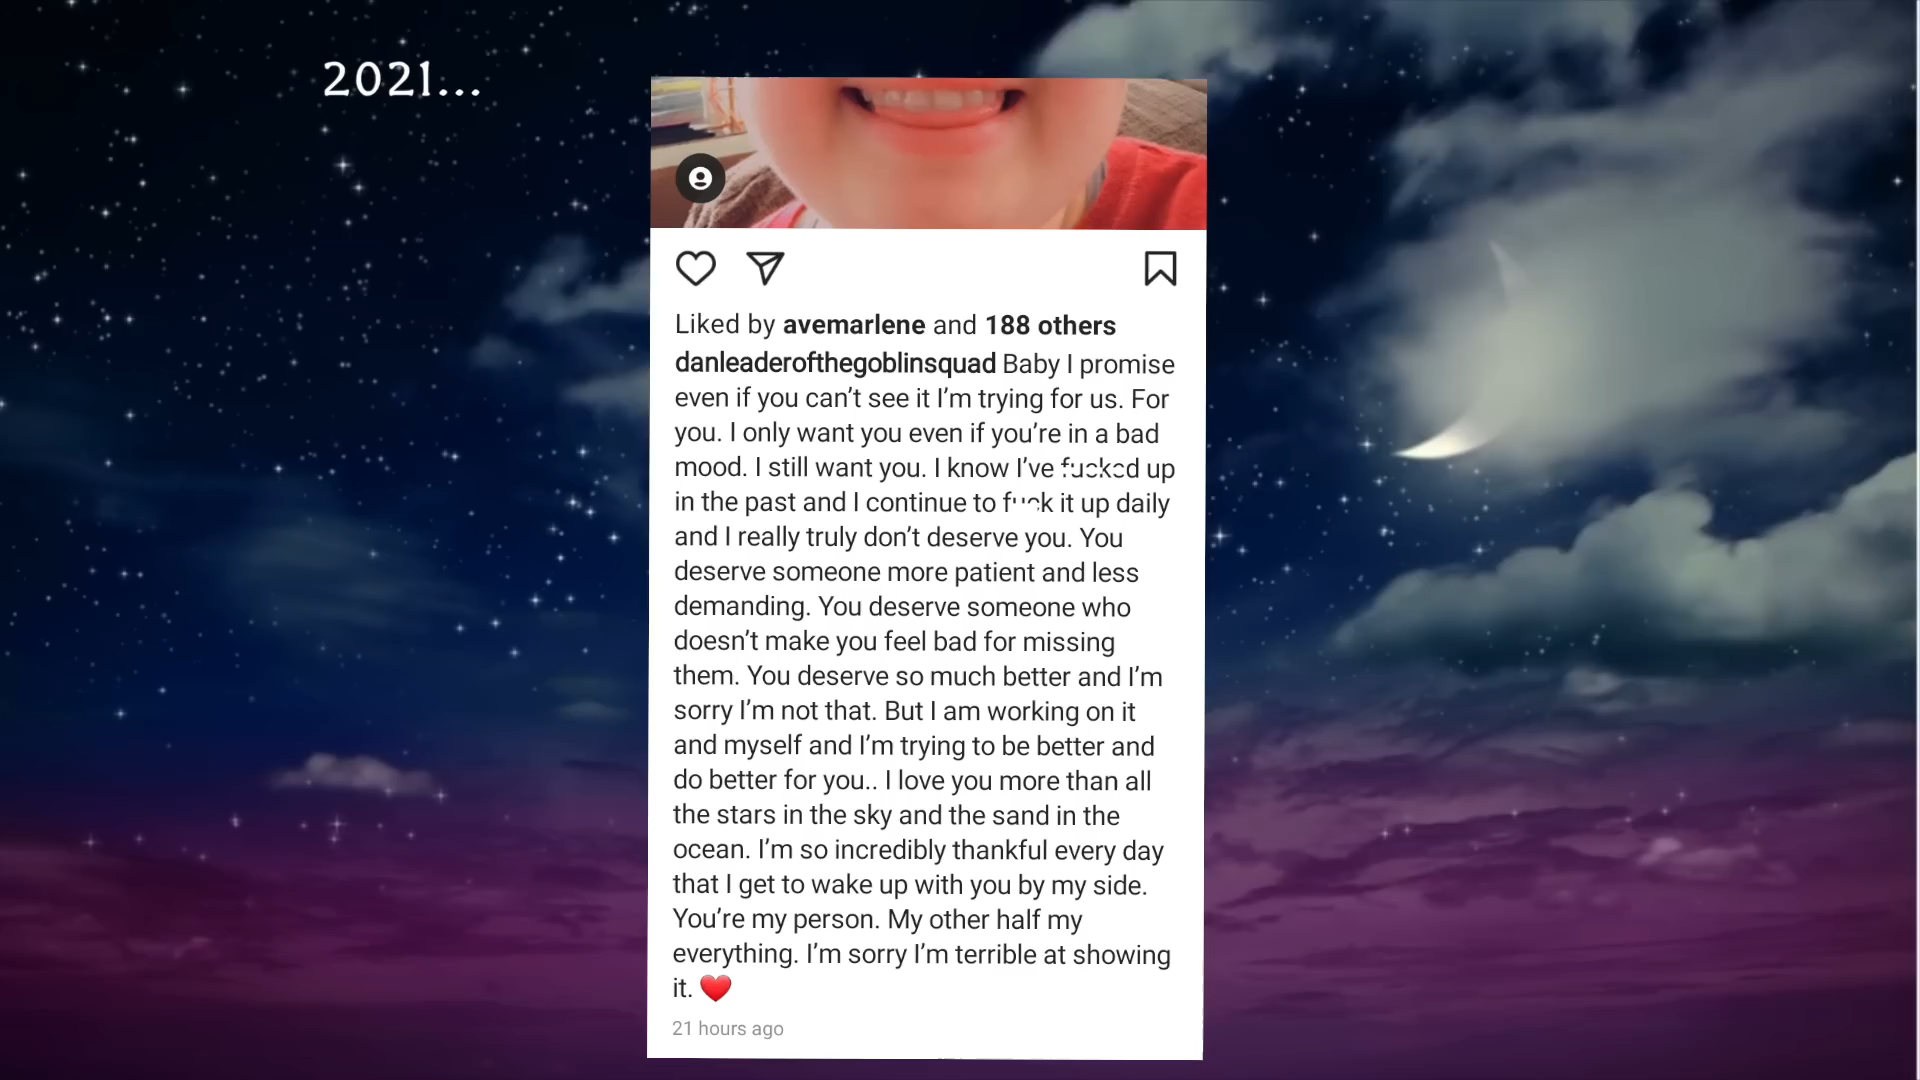 2021...
Liked by avemarlene and 188 others
danleaderofthegoblinsquad Baby I promise
even if you can’t see it I’m trying for us. For
you. I only want you even if you’re in a bad
mood. I still want you. I know I’ve fucked up
in the past and I continue to fuck it up daily
and I really truly don’t deserve you. You
deserve someone more patient and less
demanding. You deserve someone who
doesn’t make you feel bad for missing
them. You deserve so much better and I’m
sorry I’m not that. But I am working on it
and myself and I’m trying to be better and
do better for you.. I love you more than all
the stars in the sky and the sand in the
ocean. I’m so incredibly thankful every day
that I get to wake up with you by my side.
You’re my person. My other half my
everything. I’m sorry I’m terrible at showing
it. ❤️
21 hours ago